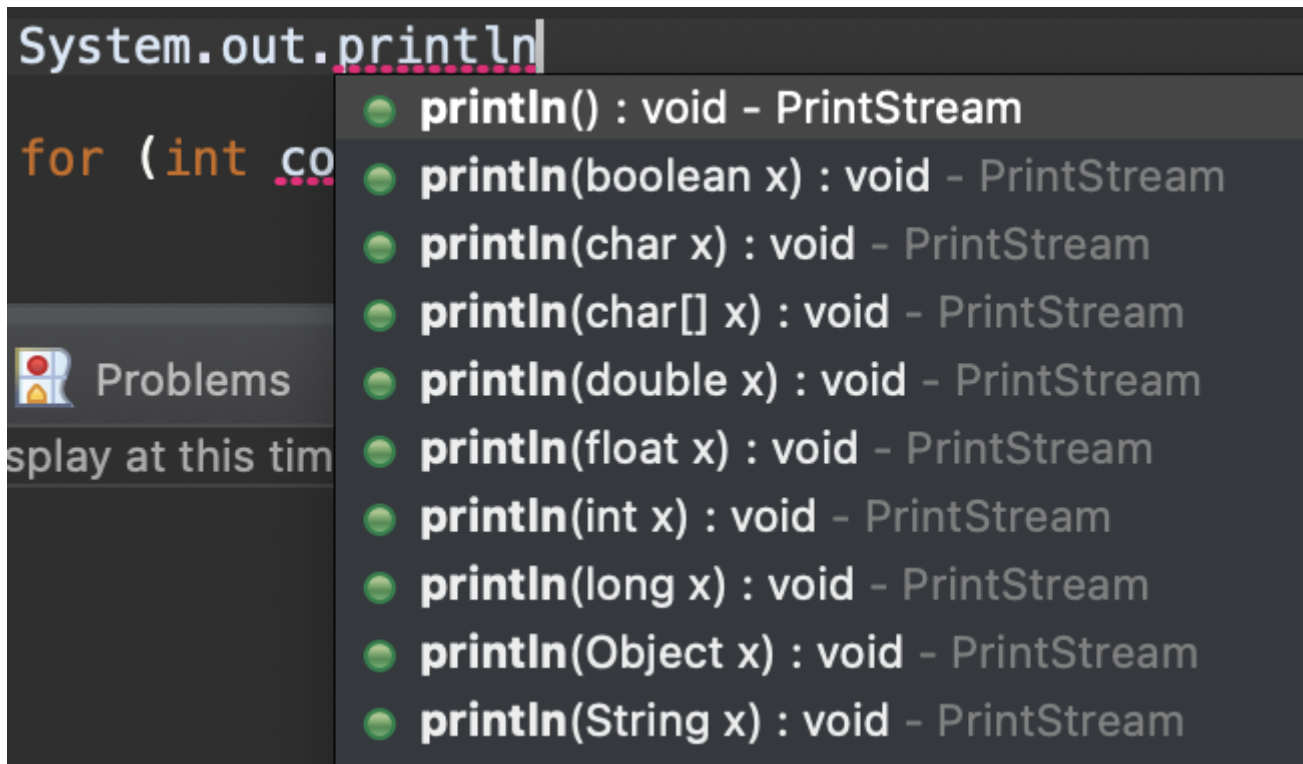 System.out.println
println() : void - PrintStream
for (int co
println(boolean x) : void - PrintStream
println(char x) : void - PrintStream
println(char[] x) : void - PrintStream
Problems
println(double x) : void - PrintStream
splay at this tim
println(float x) : void - PrintStream
println(int x) : void - PrintStream
println(long x) : void - PrintStream
println(Object x) : void - PrintStream
println(String x) : void - PrintStream